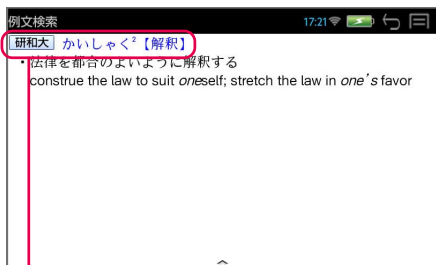 例文検索 17:21
研和大 かいしゃく²【解釈】
・法律を都合のよいように解釈する
construe the law to suit oneself; stretch the law in one's favor